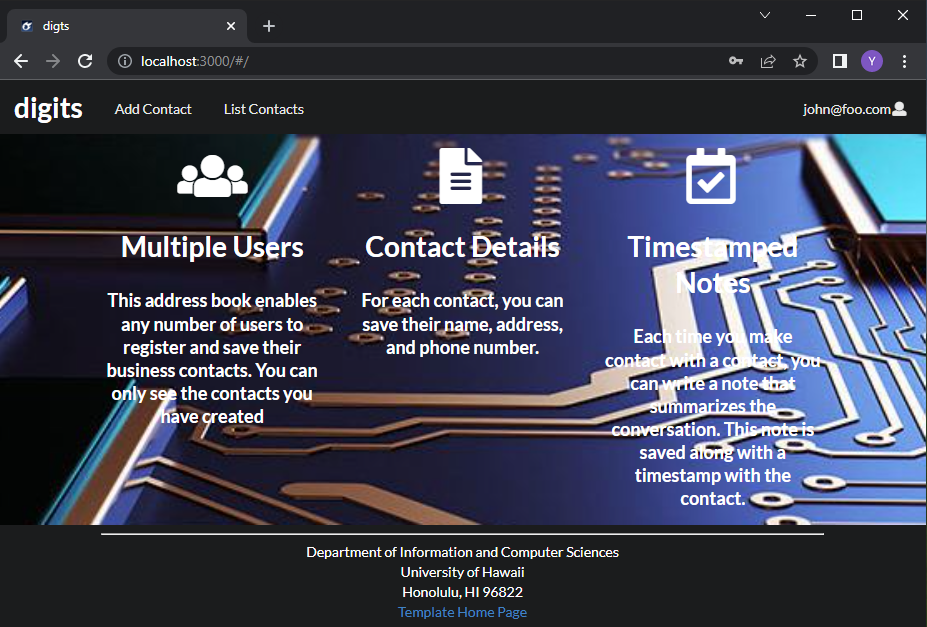 digts
localhost:3000/#/
Y
digits
Add Contact
List Contacts
john@foo.com
Multiple Users
This address book enables
any number of users to
register and save their
business contacts. You can
only see the contacts you
have created
Contact Details
For each contact, you can
save their name, address,
and phone number.
Timestamped
Notes
Each time you make
contact with a contact, you
can write a note that
summarizes the
conversation. This note is
saved along with a
timestamp with the
contact.
Department of Information and Computer Sciences
University of Hawaii
Honolulu, HI 96822
Template Home Page